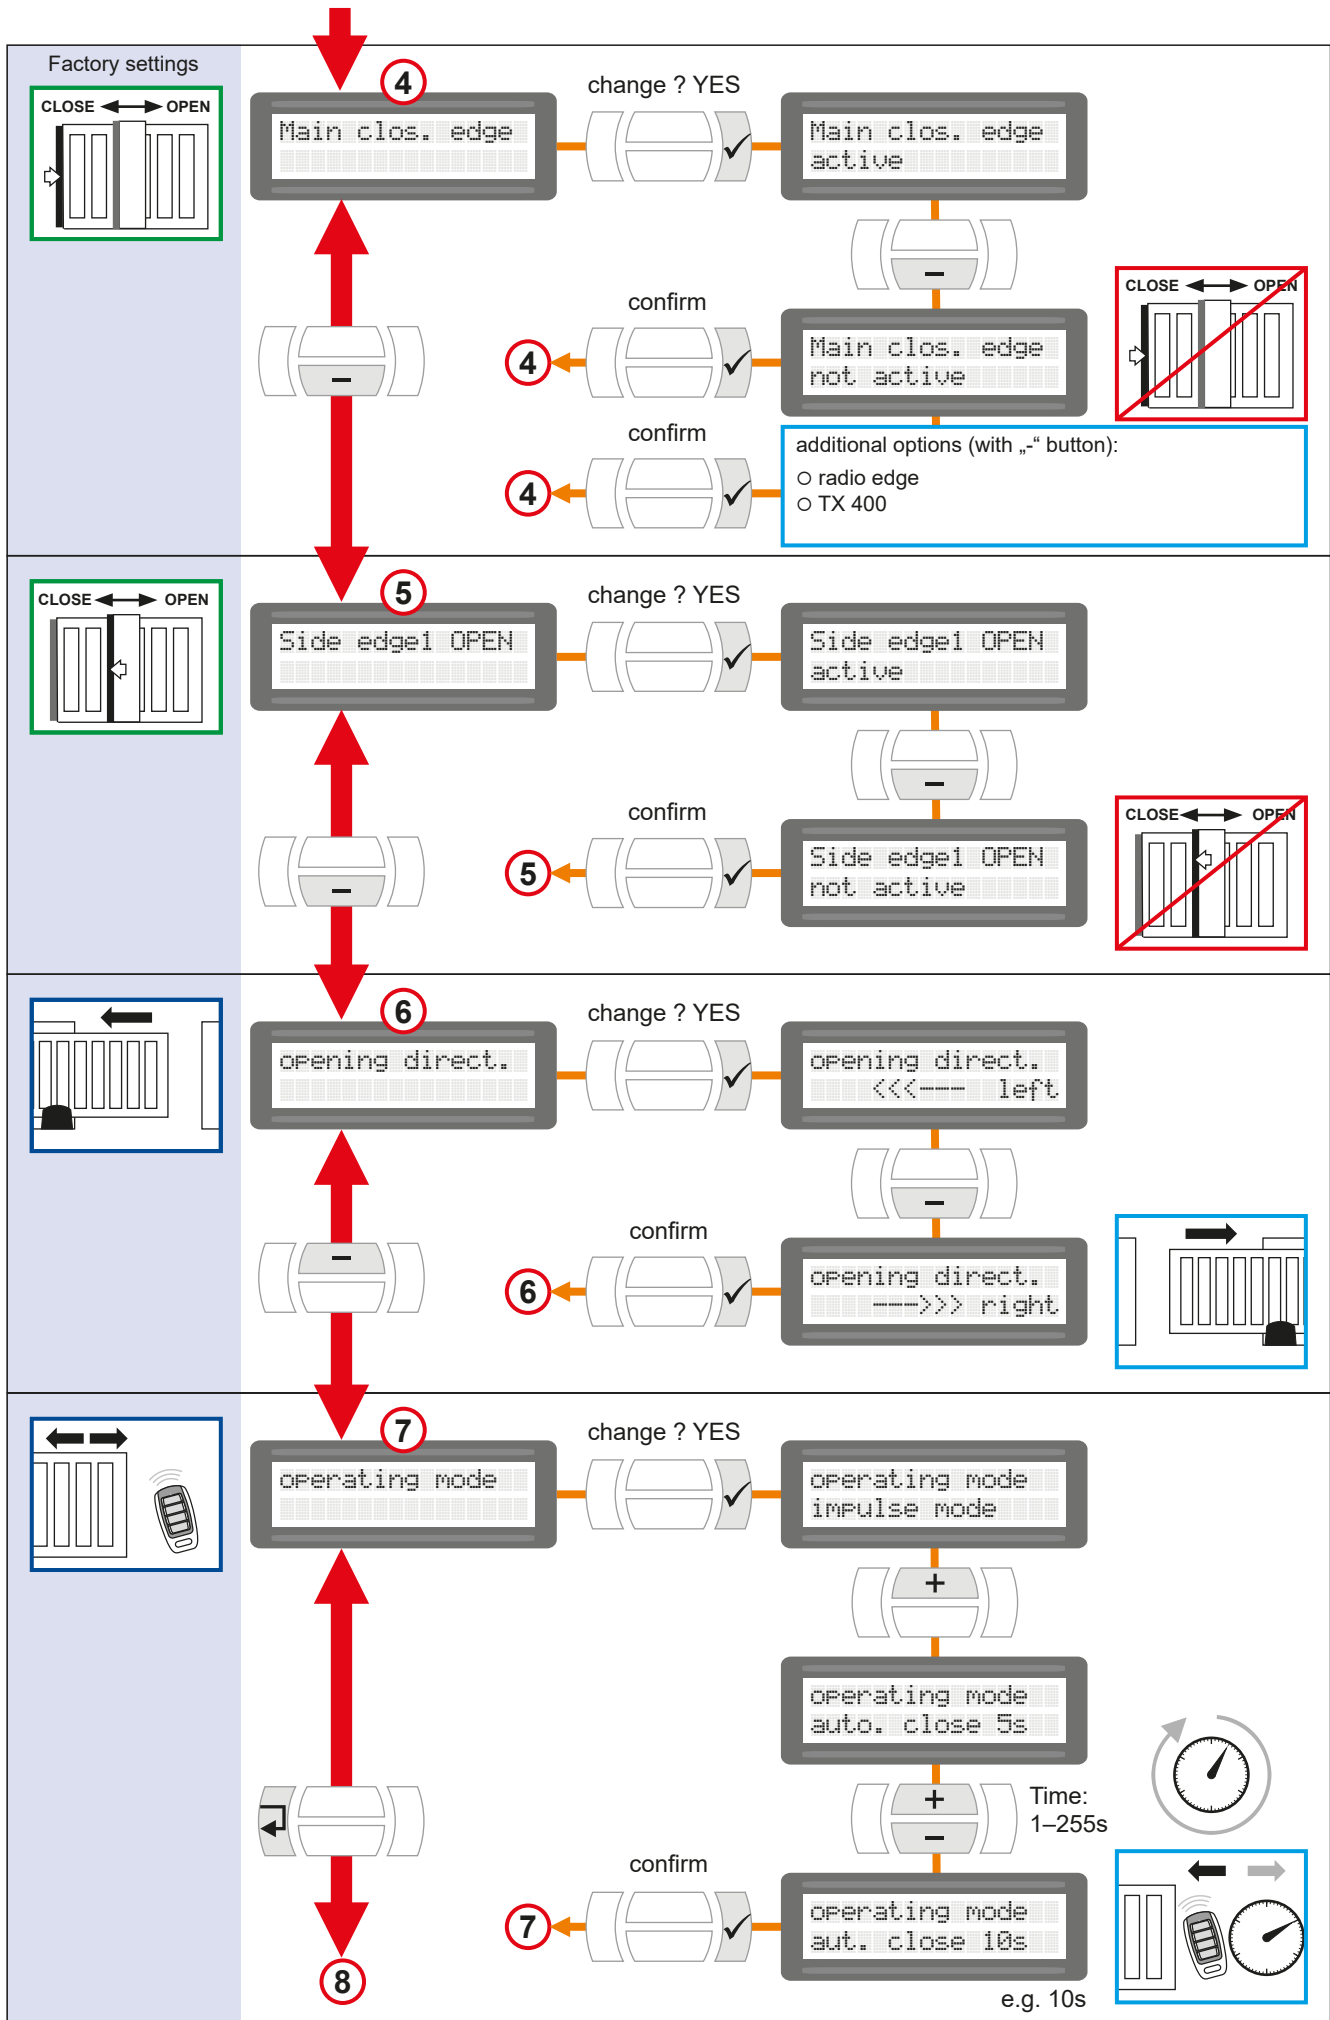 Factory settings
CLOSE OPEN
4
Main clos. edge
change ? YES
✓
Main clos. edge
active
−
−
confirm
4
✓
Main clos. edge
not active
CLOSE OPEN
confirm
4
✓
additional options (with „-“ button):
radio edge
TX 400
CLOSE OPEN
5
Side edge1 OPEN
change ? YES
✓
Side edge1 OPEN
active
−
−
confirm
5
✓
Side edge1 OPEN
not active
CLOSE OPEN
6
opening direct.
change ? YES
✓
opening direct.
<<<--- left
−
−
confirm
6
✓
opening direct.
--->>> right
7
operating mode
change ? YES
✓
operating mode
impulse mode
+
operating mode
auto. close 5s
+
−
Time:
1–255s
confirm
7
✓
operating mode
aut. close 10s
e.g. 10s
8